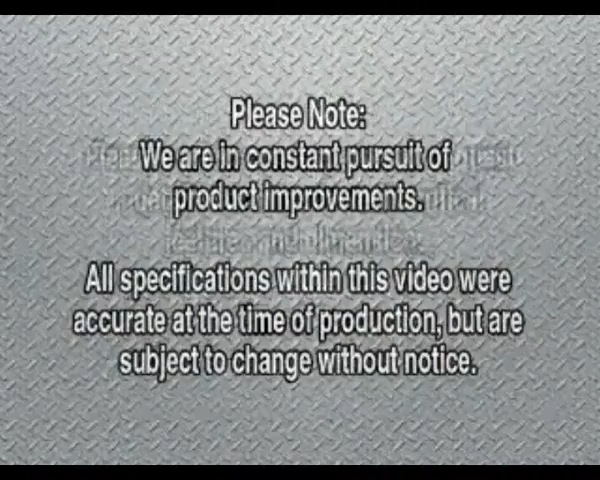 Please Note:
We are in constant pursuit of
product improvements.
All specifications within this video were
accurate at the time of production, but are
subject to change without notice.